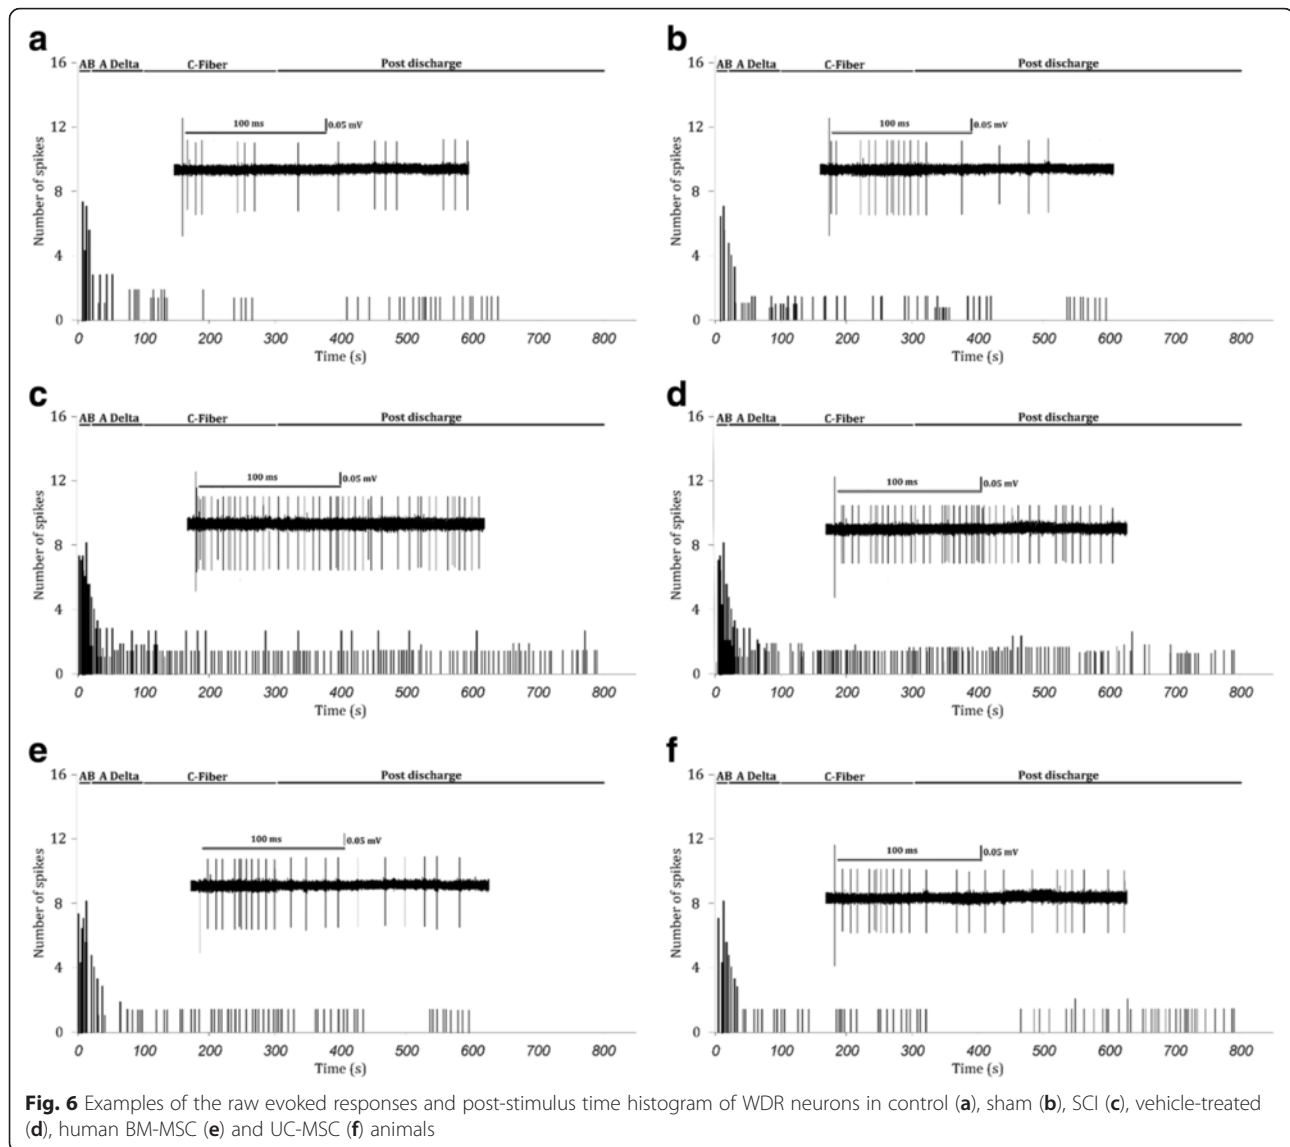 a
16
AB A Delta C-Fiber Post discharge
100 ms 0.05 mV
12
8
4
0
Number of spikes
0 100 200 300 400 500 600 700 800
Time (s)
b
16
AB A Delta C-Fiber Post discharge
100 ms 0.05 mV
12
8
4
0
Number of spikes
0 100 200 300 400 500 600 700 800
Time (s)
c
16
AB A Delta C-Fiber Post discharge
100 ms 0.05 mV
12
8
4
0
Number of spikes
0 100 200 300 400 500 600 700 800
Time (s)
d
16
AB A Delta C-Fiber Post discharge
100 ms 0.05 mV
12
8
4
0
Number of spikes
0 100 200 300 400 500 600 700 800
Time (s)
e
16
AB A Delta C-Fiber Post discharge
100 ms 0.05 mV
12
8
4
0
Number of spikes
0 100 200 300 400 500 600 700 800
Time (s)
f
16
AB A Delta C-Fiber Post discharge
100 ms 0.05 mV
12
8
4
0
Number of spikes
0 100 200 300 400 500 600 700 800
Time (s)
Fig. 6 Examples of the raw evoked responses and post-stimulus time histogram of WDR neurons in control (a), sham (b), SCI (c), vehicle-treated
(d), human BM-MSC (e) and UC-MSC (f) animals